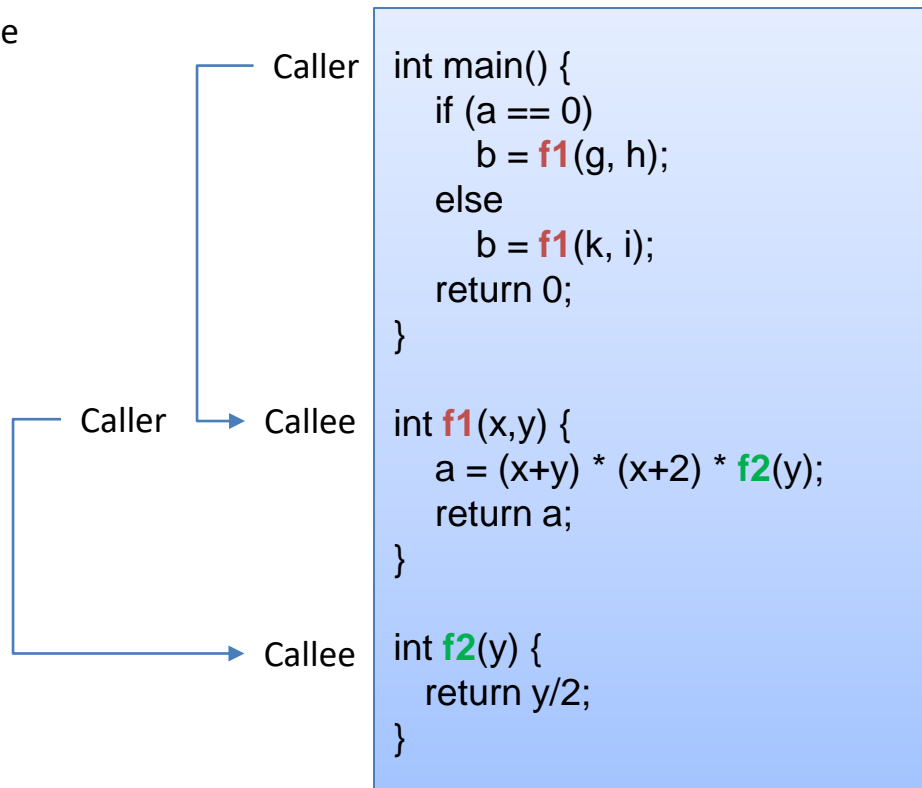 e
Caller
int main() {
if (a == 0)
b = f1(g, h);
else
b = f1(k, i);
return 0;
}
Caller
Callee
int f1(x,y) {
a = (x+y) * (x+2) * f2(y);
return a;
}
Callee
int f2(y) {
return y/2;
}